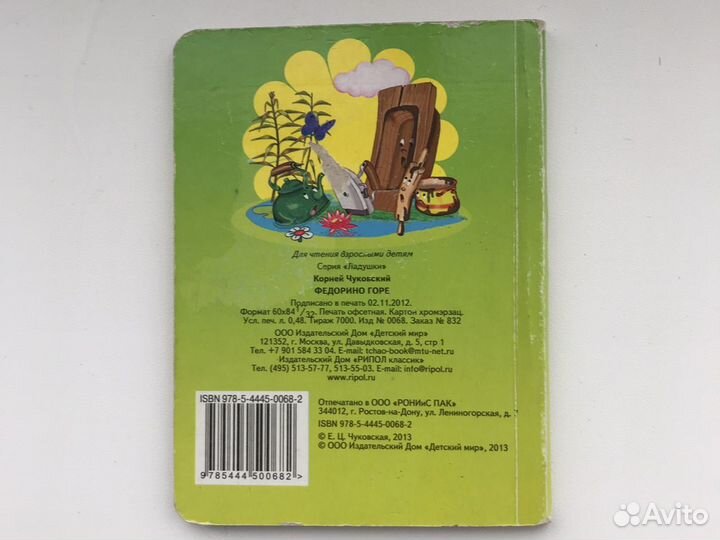 Для чтения взрослыми детям
Серия «Ладушки»
Корней Чуковский
ФЕДОРИНО ГОРЕ
Подписано в печать 02.11.2012.
Формат 60х84 1/32. Печать офсетная. Картон хромэрзац.
Усл. печ. л. 0,48. Тираж 7000. Изд № 0068. Заказ № 832
ООО Издательский Дом «Детский мир»
121352, г. Москва, ул. Давыдковская, д. 5, стр 1
Тел. +7 901 584 33 04. E-mail: tchao-book@mtu-net.ru
Издательский Дом «РИПОЛ классик»
Тел. (495) 513-57-77, 513-55-03. E-mail: info@ripol.ru
www.ripol.ru
ISBN 978-5-4445-0068-2
9785444500682>
Отпечатано в ООО «РОНИиС ПАК»
344012, г. Ростов-на-Дону, ул. Лениногорская, д.
ISBN 978-5-4445-0068-2
© Е. Ц. Чуковская, 2013
© ООО Издательский Дом «Детский мир», 2013
Avito